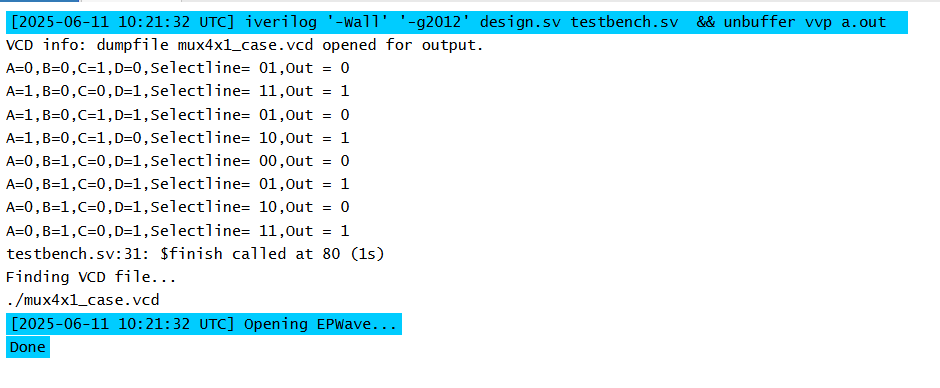 [2025-06-11 10:21:32 UTC] iverilog '-Wall' '-g2012' design.sv testbench.sv  && unbuffer vvp a.out
VCD info: dumpfile mux4x1_case.vcd opened for output.
A=0,B=0,C=1,D=0,Selectline= 01,Out = 0
A=1,B=0,C=0,D=1,Selectline= 11,Out = 1
A=1,B=0,C=1,D=1,Selectline= 01,Out = 0
A=1,B=0,C=1,D=0,Selectline= 10,Out = 1
A=0,B=1,C=0,D=1,Selectline= 00,Out = 0
A=0,B=1,C=0,D=1,Selectline= 01,Out = 1
A=0,B=1,C=0,D=1,Selectline= 10,Out = 0
A=0,B=1,C=0,D=1,Selectline= 11,Out = 1
testbench.sv:31: $finish called at 80 (1s)
Finding VCD file...
./mux4x1_case.vcd
[2025-06-11 10:21:32 UTC] Opening EPWave...
Done